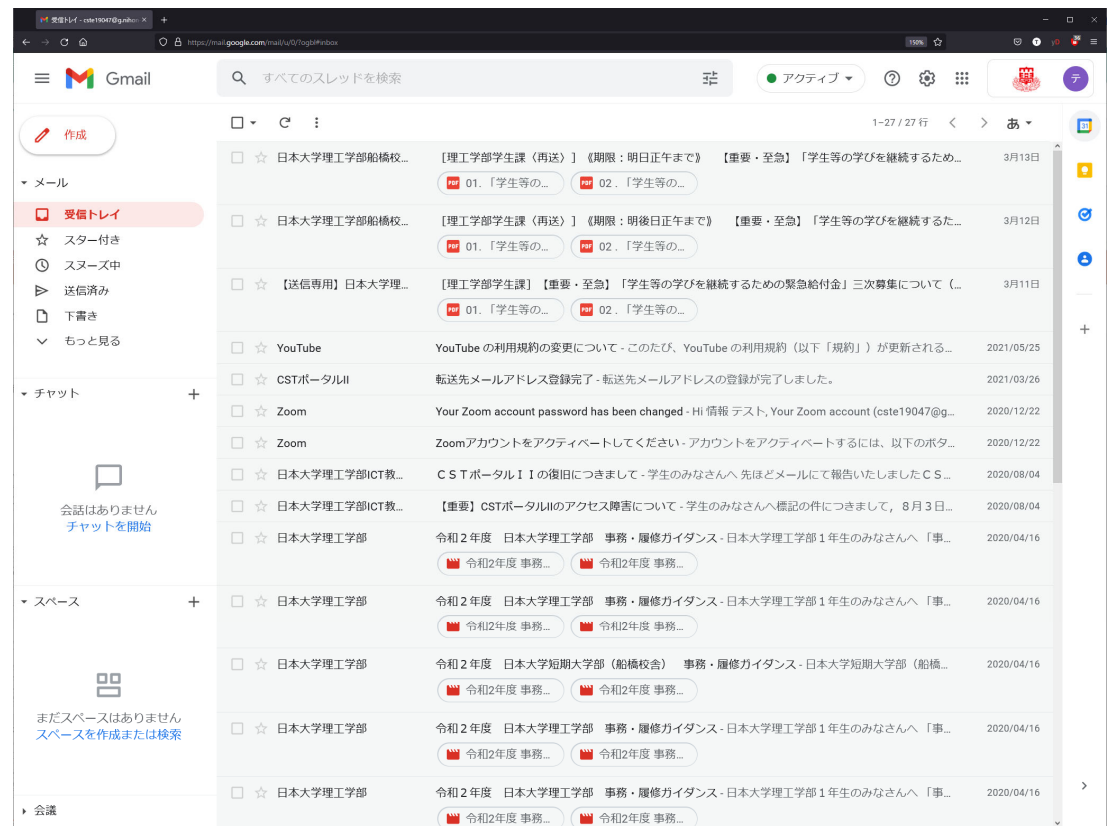 受信トレイ - cste19047@g.nihon
https://mail.google.com/mail/u/0/?ogbl#inbox
150%
Gmail
すべてのスレッドを検索
アクティブ
テ
作成
1–27 / 27 行
あ
31
メール
受信トレイ
スター付き
スヌーズ中
送信済み
下書き
もっと見る
チャット
会話はありません
チャットを開始
スペース
まだスペースはありません
スペースを作成または検索
会議
日本大学理工学部船橋校... [理工学部学生課〈再送〉] 《期限：明日正午まで》 【重要・至急】「学生等の学びを継続するため... 3月13日
PDF 01.「学生等の... PDF 02.「学生等の...
日本大学理工学部船橋校... [理工学部学生課〈再送〉] 《期限：明後日正午まで》 【重要・至急】「学生等の学びを継続するた... 3月12日
PDF 01.「学生等の... PDF 02.「学生等の...
【送信専用】日本大学理... [理工学部学生課] 【重要・至急】「学生等の学びを継続するための緊急給付金」三次募集について（... 3月11日
PDF 01.「学生等の... PDF 02.「学生等の...
YouTube YouTube の利用規約の変更について - このたび、YouTube の利用規約（以下「規約」）が更新される... 2021/05/25
CSTポータルII 転送先メールアドレス登録完了 - 転送先メールアドレスの登録が完了しました。 2021/03/26
Zoom Your Zoom account password has been changed - Hi 情報 テスト, Your Zoom account (cste19047@g... 2020/12/22
Zoom Zoomアカウントをアクティベートしてください - アカウントをアクティベートするには、以下のボタ... 2020/12/22
日本大学理工学部ICT教... ＣＳＴポータルＩＩの復旧につきまして - 学生のみなさんへ 先ほどメールにて報告いたしましたＣＳ... 2020/08/04
日本大学理工学部ICT教... 【重要】CSTポータルIIのアクセス障害について - 学生のみなさんへ標記の件につきまして，８月３日... 2020/08/04
日本大学理工学部 令和２年度 日本大学理工学部 事務・履修ガイダンス - 日本大学理工学部１年生のみなさんへ 「事... 2020/04/16
令和2年度 事務... 令和2年度 事務...
日本大学理工学部 令和２年度 日本大学理工学部 事務・履修ガイダンス - 日本大学理工学部１年生のみなさんへ 「事... 2020/04/16
令和2年度 事務... 令和2年度 事務...
日本大学理工学部 令和２年度 日本大学短期大学部（船橋校舎） 事務・履修ガイダンス - 日本大学短期大学部（船橋... 2020/04/16
令和2年度 事務... 令和2年度 事務...
日本大学理工学部 令和２年度 日本大学理工学部 事務・履修ガイダンス - 日本大学理工学部１年生のみなさんへ 「事... 2020/04/16
令和2年度 事務... 令和2年度 事務...
日本大学理工学部 令和２年度 日本大学理工学部 事務・履修ガイダンス - 日本大学理工学部１年生のみなさんへ 「事... 2020/04/16
令和2年度 事務... 令和2年度 事務...